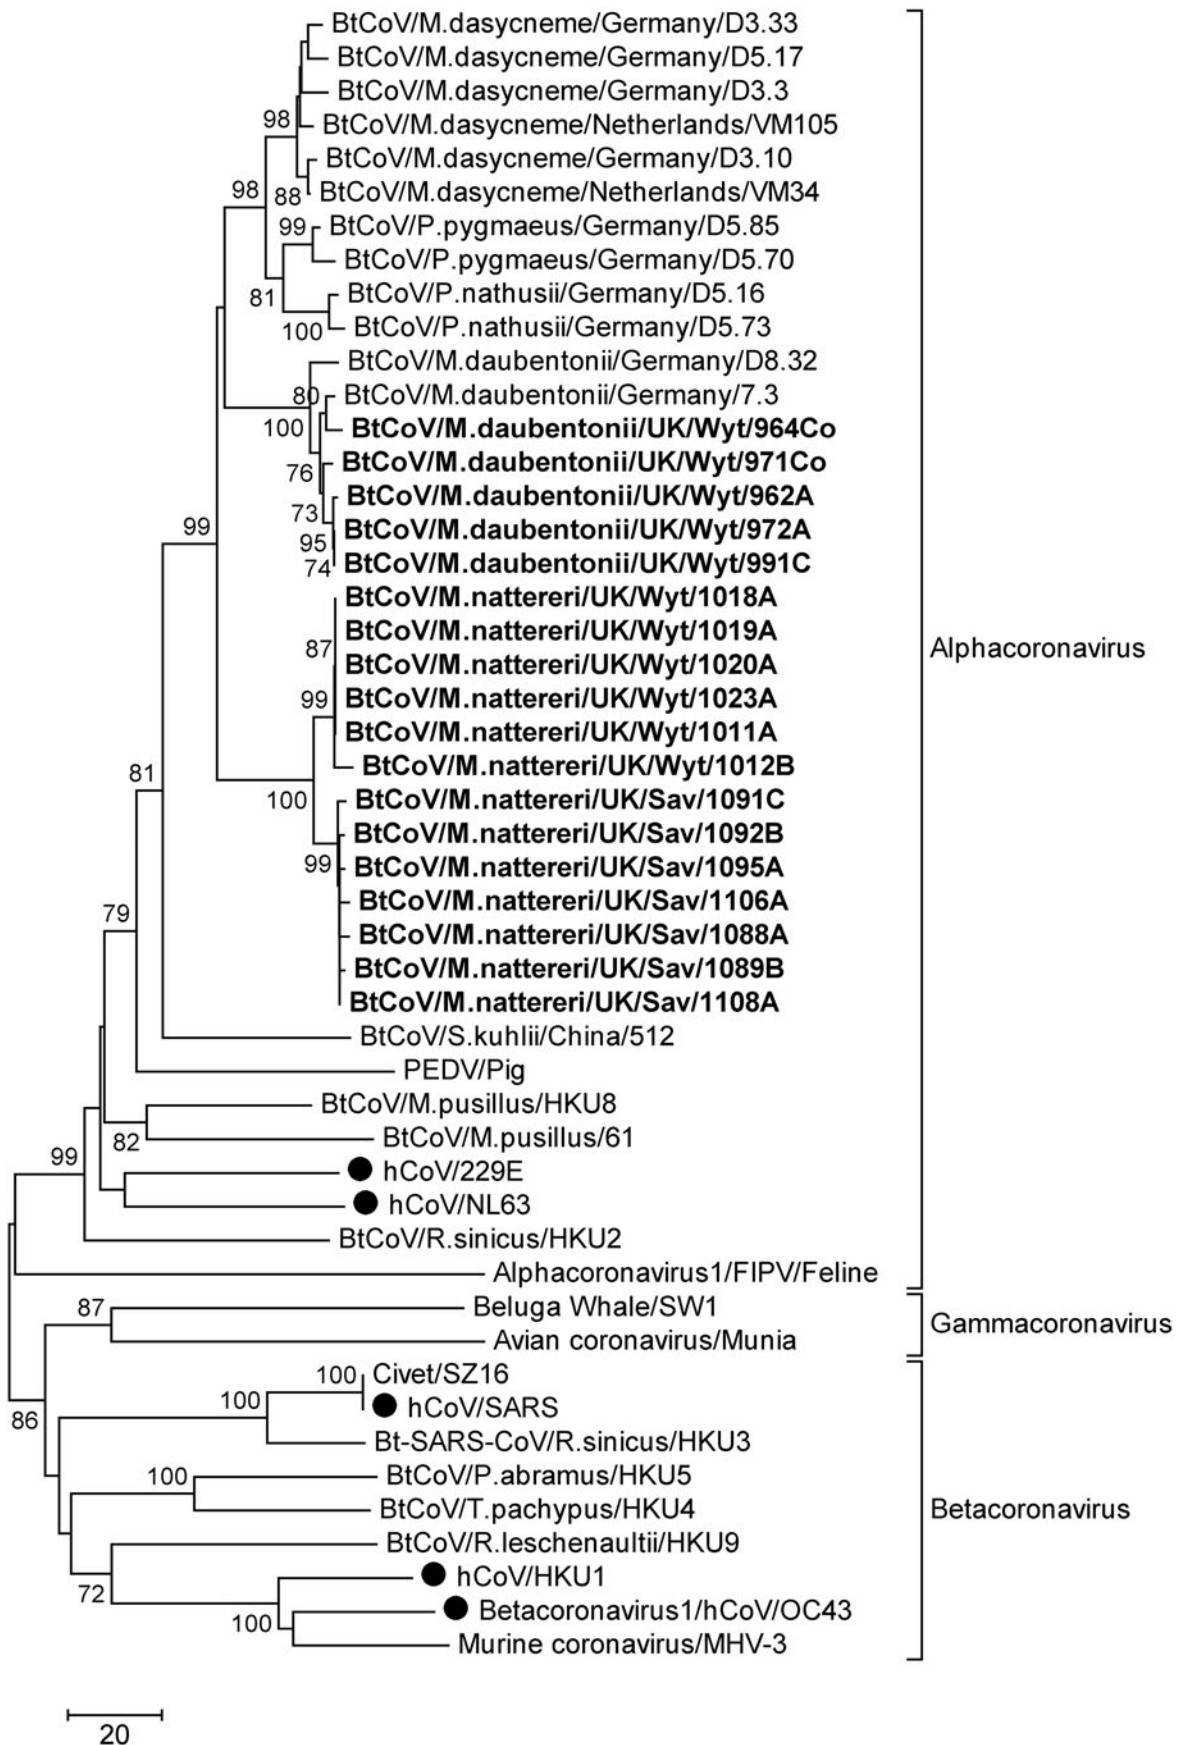 BtCoV/M.dasycneme/Germany/D3.33
BtCoV/M.dasycneme/Germany/D5.17
BtCoV/M.dasycneme/Germany/D3.3
98
BtCoV/M.dasycneme/Netherlands/VM105
BtCoV/M.dasycneme/Germany/D3.10
98
88
BtCoV/M.dasycneme/Netherlands/VM34
99
BtCoV/P.pygmaeus/Germany/D5.85
BtCoV/P.pygmaeus/Germany/D5.70
81
BtCoV/P.nathusii/Germany/D5.16
100
BtCoV/P.nathusii/Germany/D5.73
BtCoV/M.daubentonii/Germany/D8.32
80
BtCoV/M.daubentonii/Germany/7.3
100
BtCoV/M.daubentonii/UK/Wyt/964Co
76
BtCoV/M.daubentonii/UK/Wyt/971Co
BtCoV/M.daubentonii/UK/Wyt/962A
73
99
BtCoV/M.daubentonii/UK/Wyt/972A
95
74
BtCoV/M.daubentonii/UK/Wyt/991C
BtCoV/M.nattereri/UK/Wyt/1018A
BtCoV/M.nattereri/UK/Wyt/1019A
87
BtCoV/M.nattereri/UK/Wyt/1020A
Alphacoronavirus
99
BtCoV/M.nattereri/UK/Wyt/1023A
BtCoV/M.nattereri/UK/Wyt/1011A
81
BtCoV/M.nattereri/UK/Wyt/1012B
100
BtCoV/M.nattereri/UK/Sav/1091C
BtCoV/M.nattereri/UK/Sav/1092B
99
BtCoV/M.nattereri/UK/Sav/1095A
79
BtCoV/M.nattereri/UK/Sav/1106A
BtCoV/M.nattereri/UK/Sav/1088A
BtCoV/M.nattereri/UK/Sav/1089B
BtCoV/M.nattereri/UK/Sav/1108A
BtCoV/S.kuhlii/China/512
PEDV/Pig
BtCoV/M.pusillus/HKU8
82
BtCoV/M.pusillus/61
99
hCoV/229E
hCoV/NL63
BtCoV/R.sinicus/HKU2
Alphacoronavirus1/FIPV/Feline
87
Beluga Whale/SW1
Gammacoronavirus
Avian coronavirus/Munia
100
Civet/SZ16
86
100
hCoV/SARS
Bt-SARS-CoV/R.sinicus/HKU3
100
BtCoV/P.abramus/HKU5
BtCoV/T.pachypus/HKU4
Betacoronavirus
BtCoV/R.leschenaultii/HKU9
72
hCoV/HKU1
100
Betacoronavirus1/hCoV/OC43
Murine coronavirus/MHV-3
20